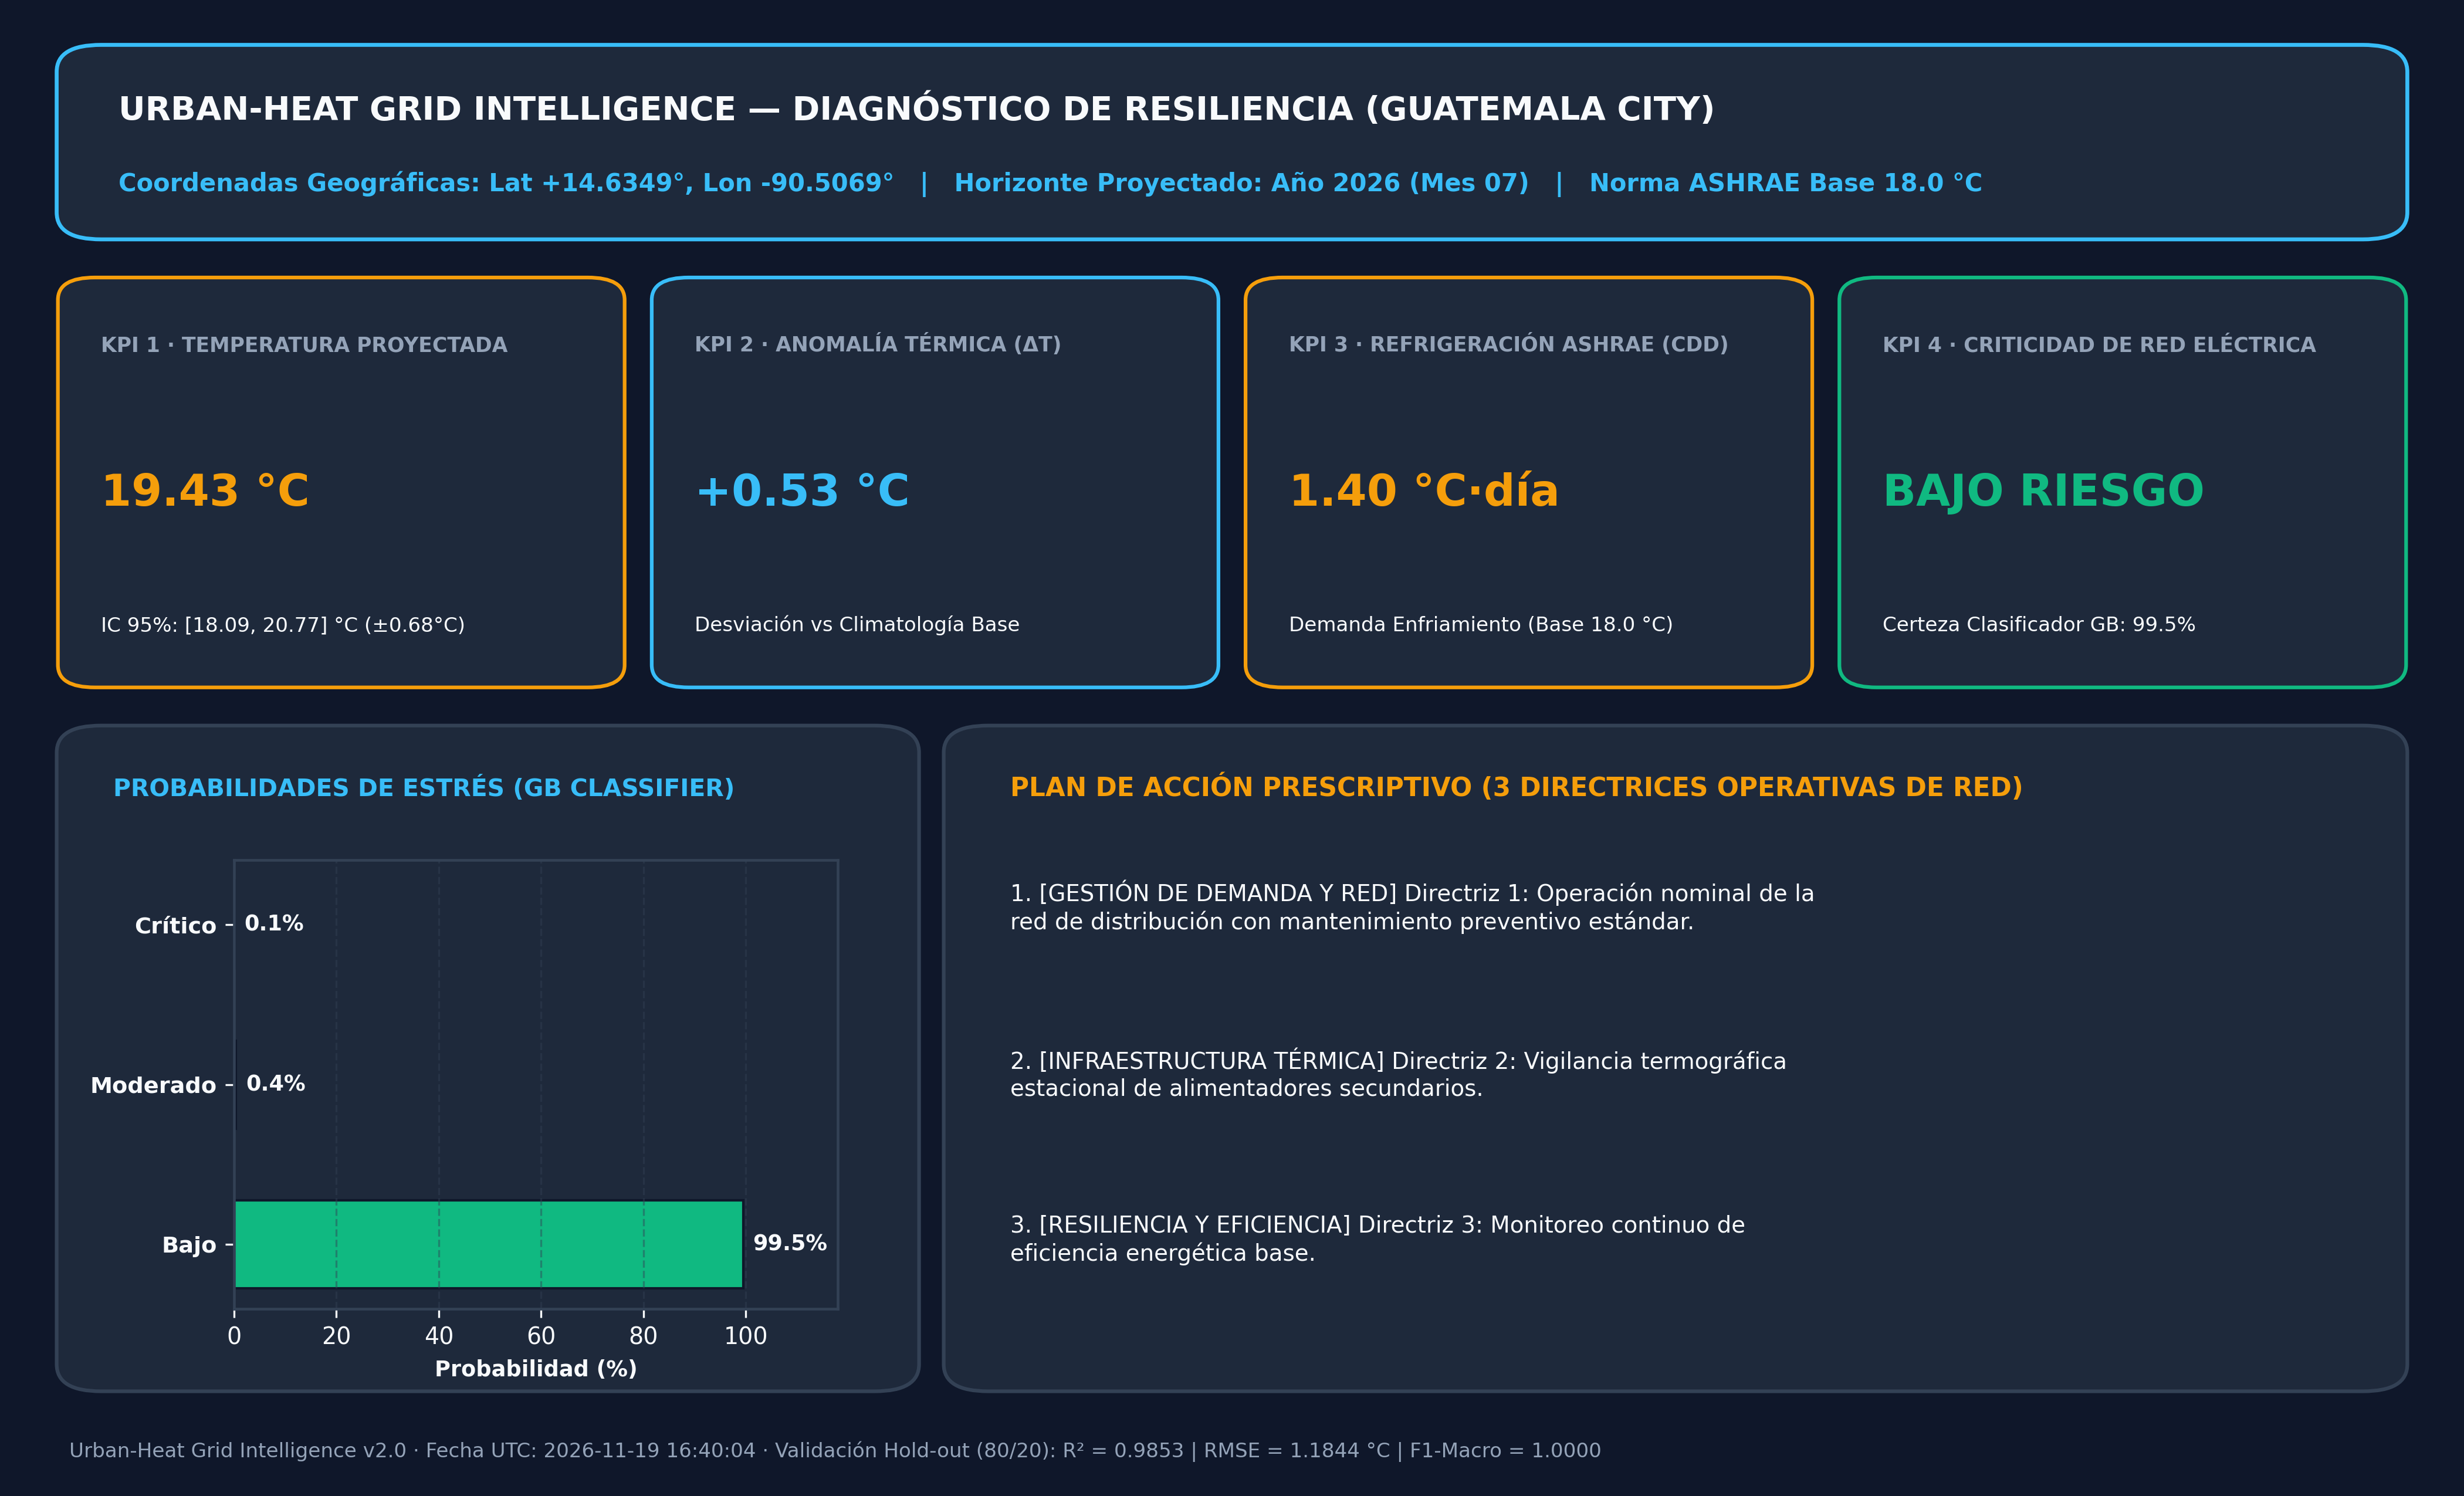 URBAN-HEAT GRID INTELLIGENCE — DIAGNÓSTICO DE RESILIENCIA (GUATEMALA CITY)
Coordenadas Geográficas: Lat +14.6349°, Lon -90.5069° | Horizonte Proyectado: Año 2026 (Mes 07) | Norma ASHRAE Base 18.0 °C
KPI 1 · TEMPERATURA PROYECTADA
19.43 °C
IC 95%: [18.09, 20.77] °C (±0.68°C)
KPI 2 · ANOMALÍA TÉRMICA (ΔT)
+0.53 °C
Desviación vs Climatología Base
KPI 3 · REFRIGERACIÓN ASHRAE (CDD)
1.40 °C·día
Demanda Enfriamiento (Base 18.0 °C)
KPI 4 · CRITICIDAD DE RED ELÉCTRICA
BAJO RIESGO
Certeza Clasificador GB: 99.5%
PROBABILIDADES DE ESTRÉS (GB CLASSIFIER)
Crítico 0.1%
Moderado 0.4%
Bajo 99.5%
0 20 40 60 80 100
Probabilidad (%)
PLAN DE ACCIÓN PRESCRIPTIVO (3 DIRECTRICES OPERATIVAS DE RED)
1. [GESTIÓN DE DEMANDA Y RED] Directriz 1: Operación nominal de la
red de distribución con mantenimiento preventivo estándar.
2. [INFRAESTRUCTURA TÉRMICA] Directriz 2: Vigilancia termográfica
estacional de alimentadores secundarios.
3. [RESILIENCIA Y EFICIENCIA] Directriz 3: Monitoreo continuo de
eficiencia energética base.
Urban-Heat Grid Intelligence v2.0 · Fecha UTC: 2026-11-19 16:40:04 · Validación Hold-out (80/20): R² = 0.9853 | RMSE = 1.1844 °C | F1-Macro = 1.0000